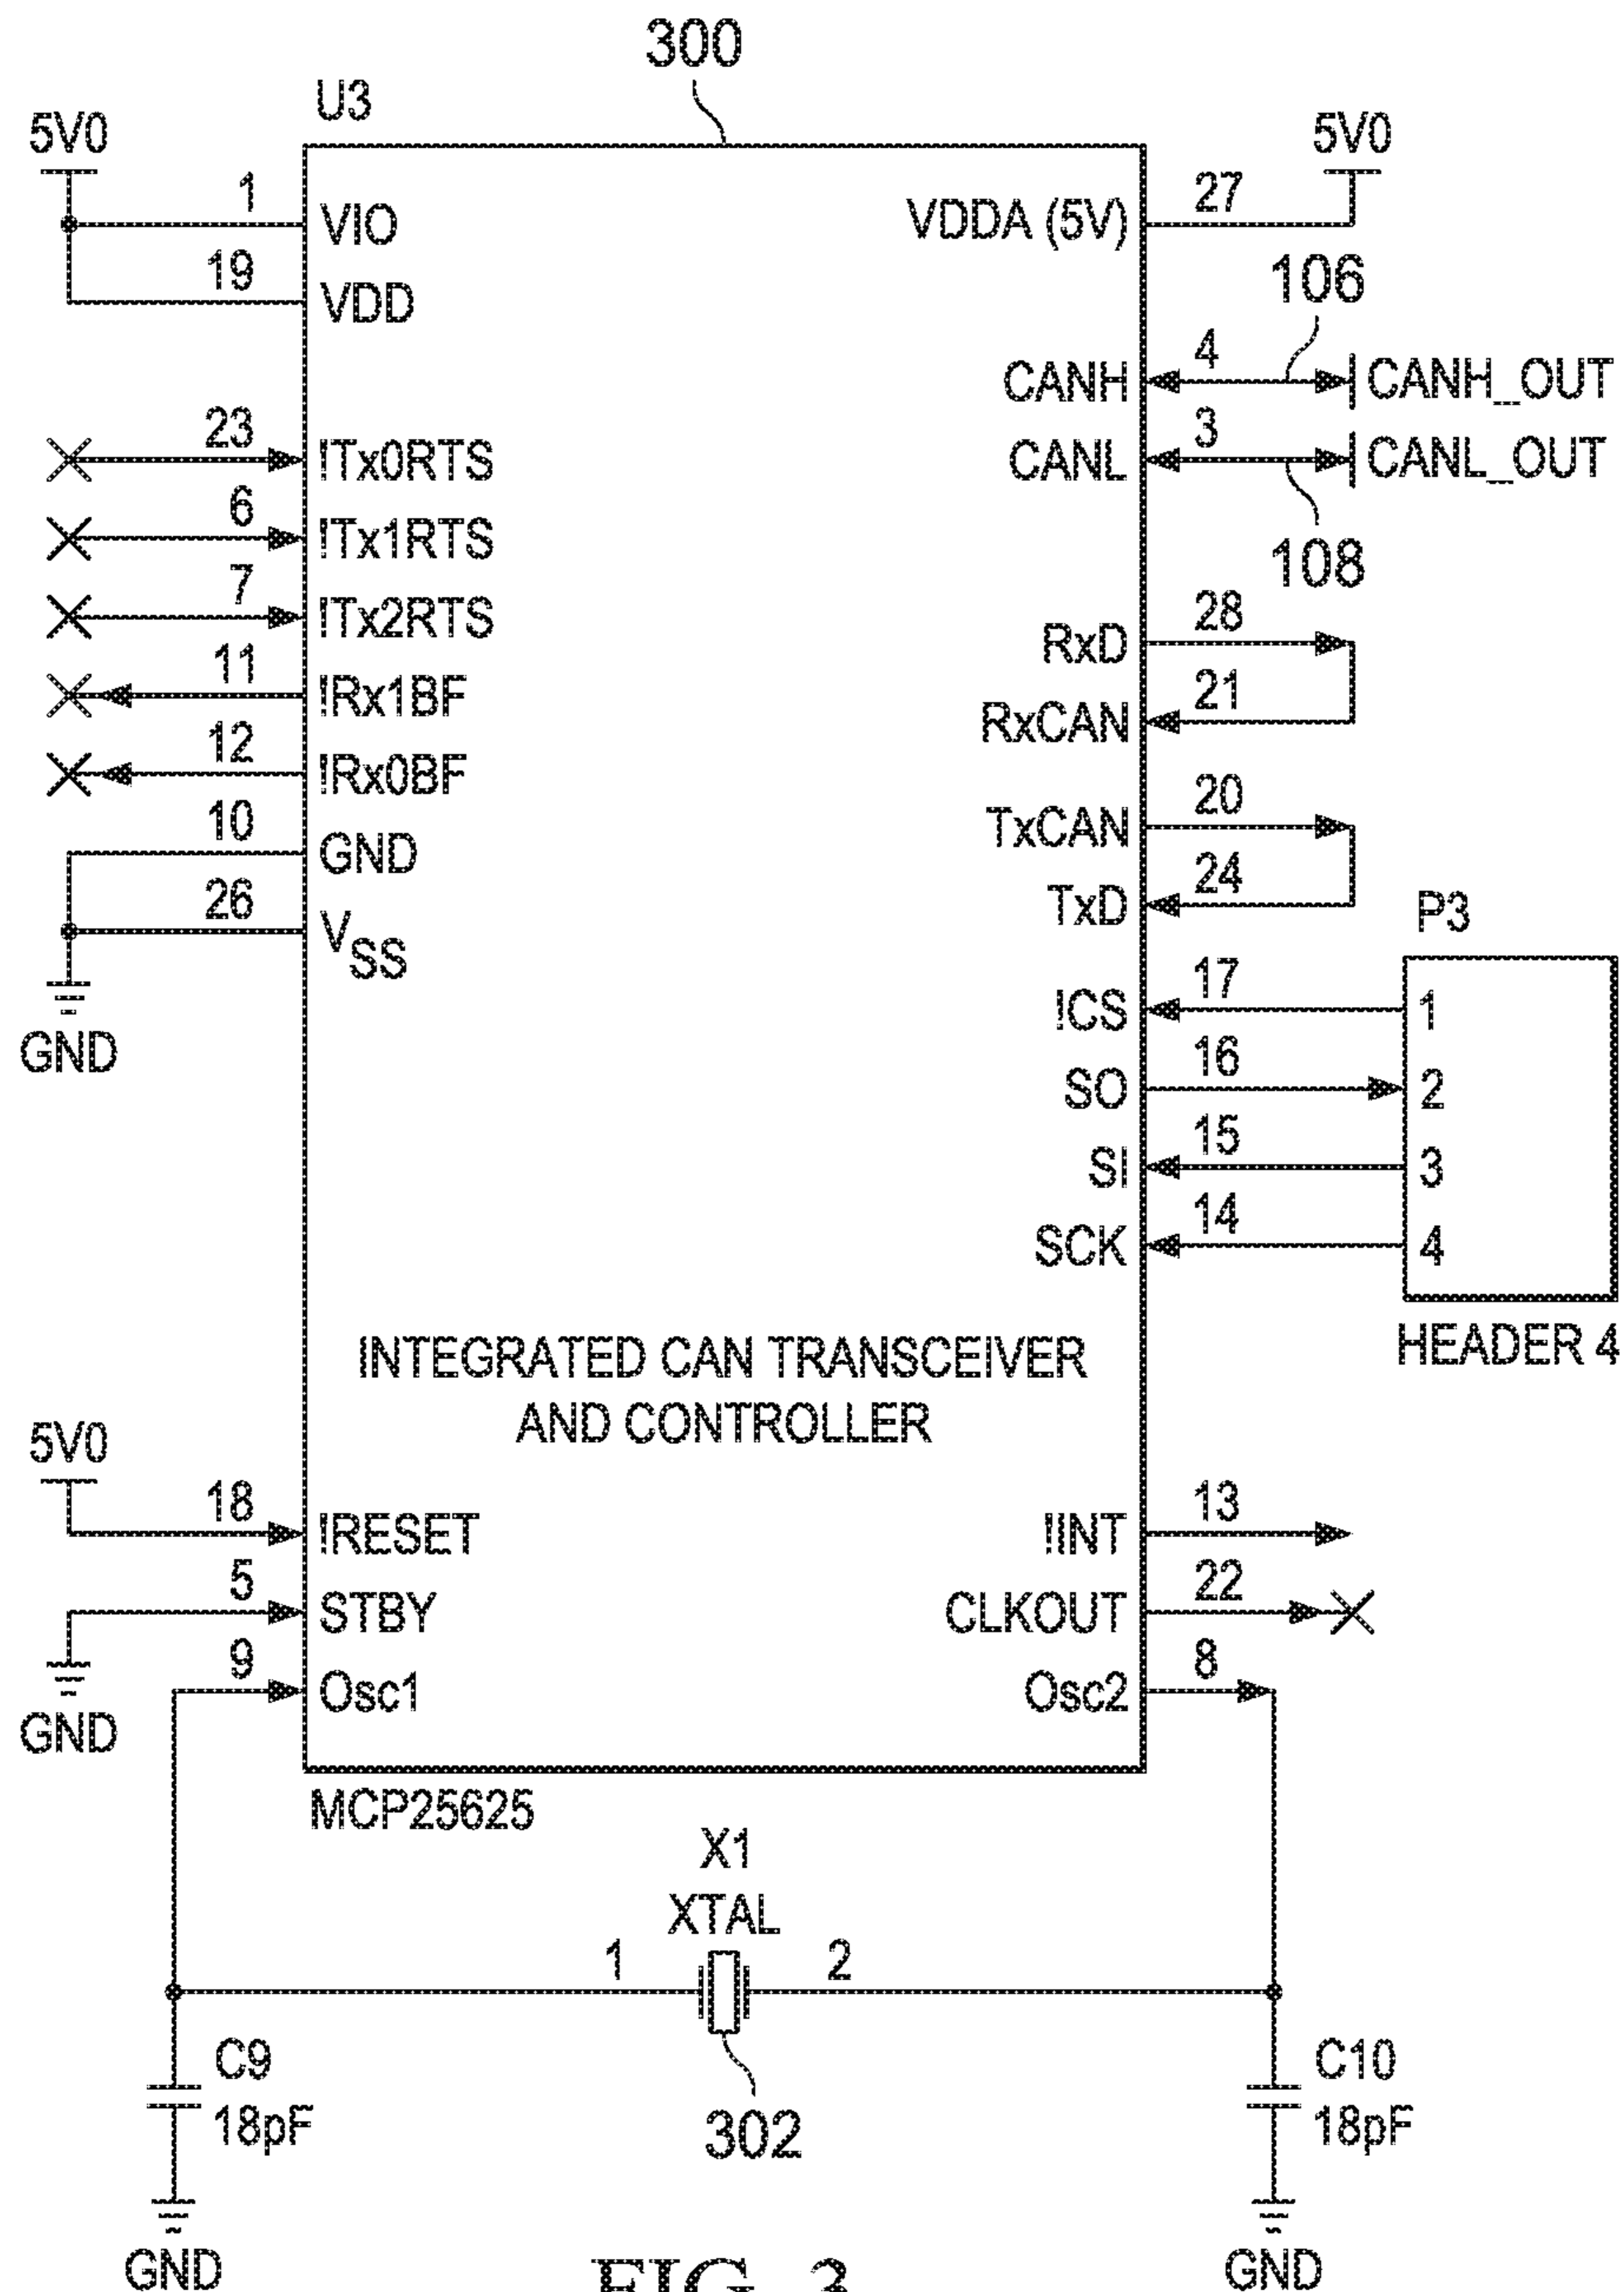 300
U3
5V0
5V0
1
VIO
VDDA (5V)
27
19
VDD
106
CANH
4
CANH_OUT
23
!Tx0RTS
CANL
3
CANL_OUT
6
!Tx1RTS
108
7
!Tx2RTS
RxD
28
11
!Rx1BF
RxCAN
21
12
!Rx0BF
TxCAN
20
10
GND
TxD
24
26
VSS
P3
GND
!CS
17
1
SO
16
2
SI
15
3
SCK
14
4
HEADER 4
INTEGRATED CAN TRANSCEIVER
AND CONTROLLER
5V0
18
!RESET
!INT
13
5
STBY
CLKOUT
22
GND
9
Osc1
Osc2
8
MCP25625
X1
XTAL
1
2
C9
18pF
302
C10
18pF
GND
GND
FIG. 3